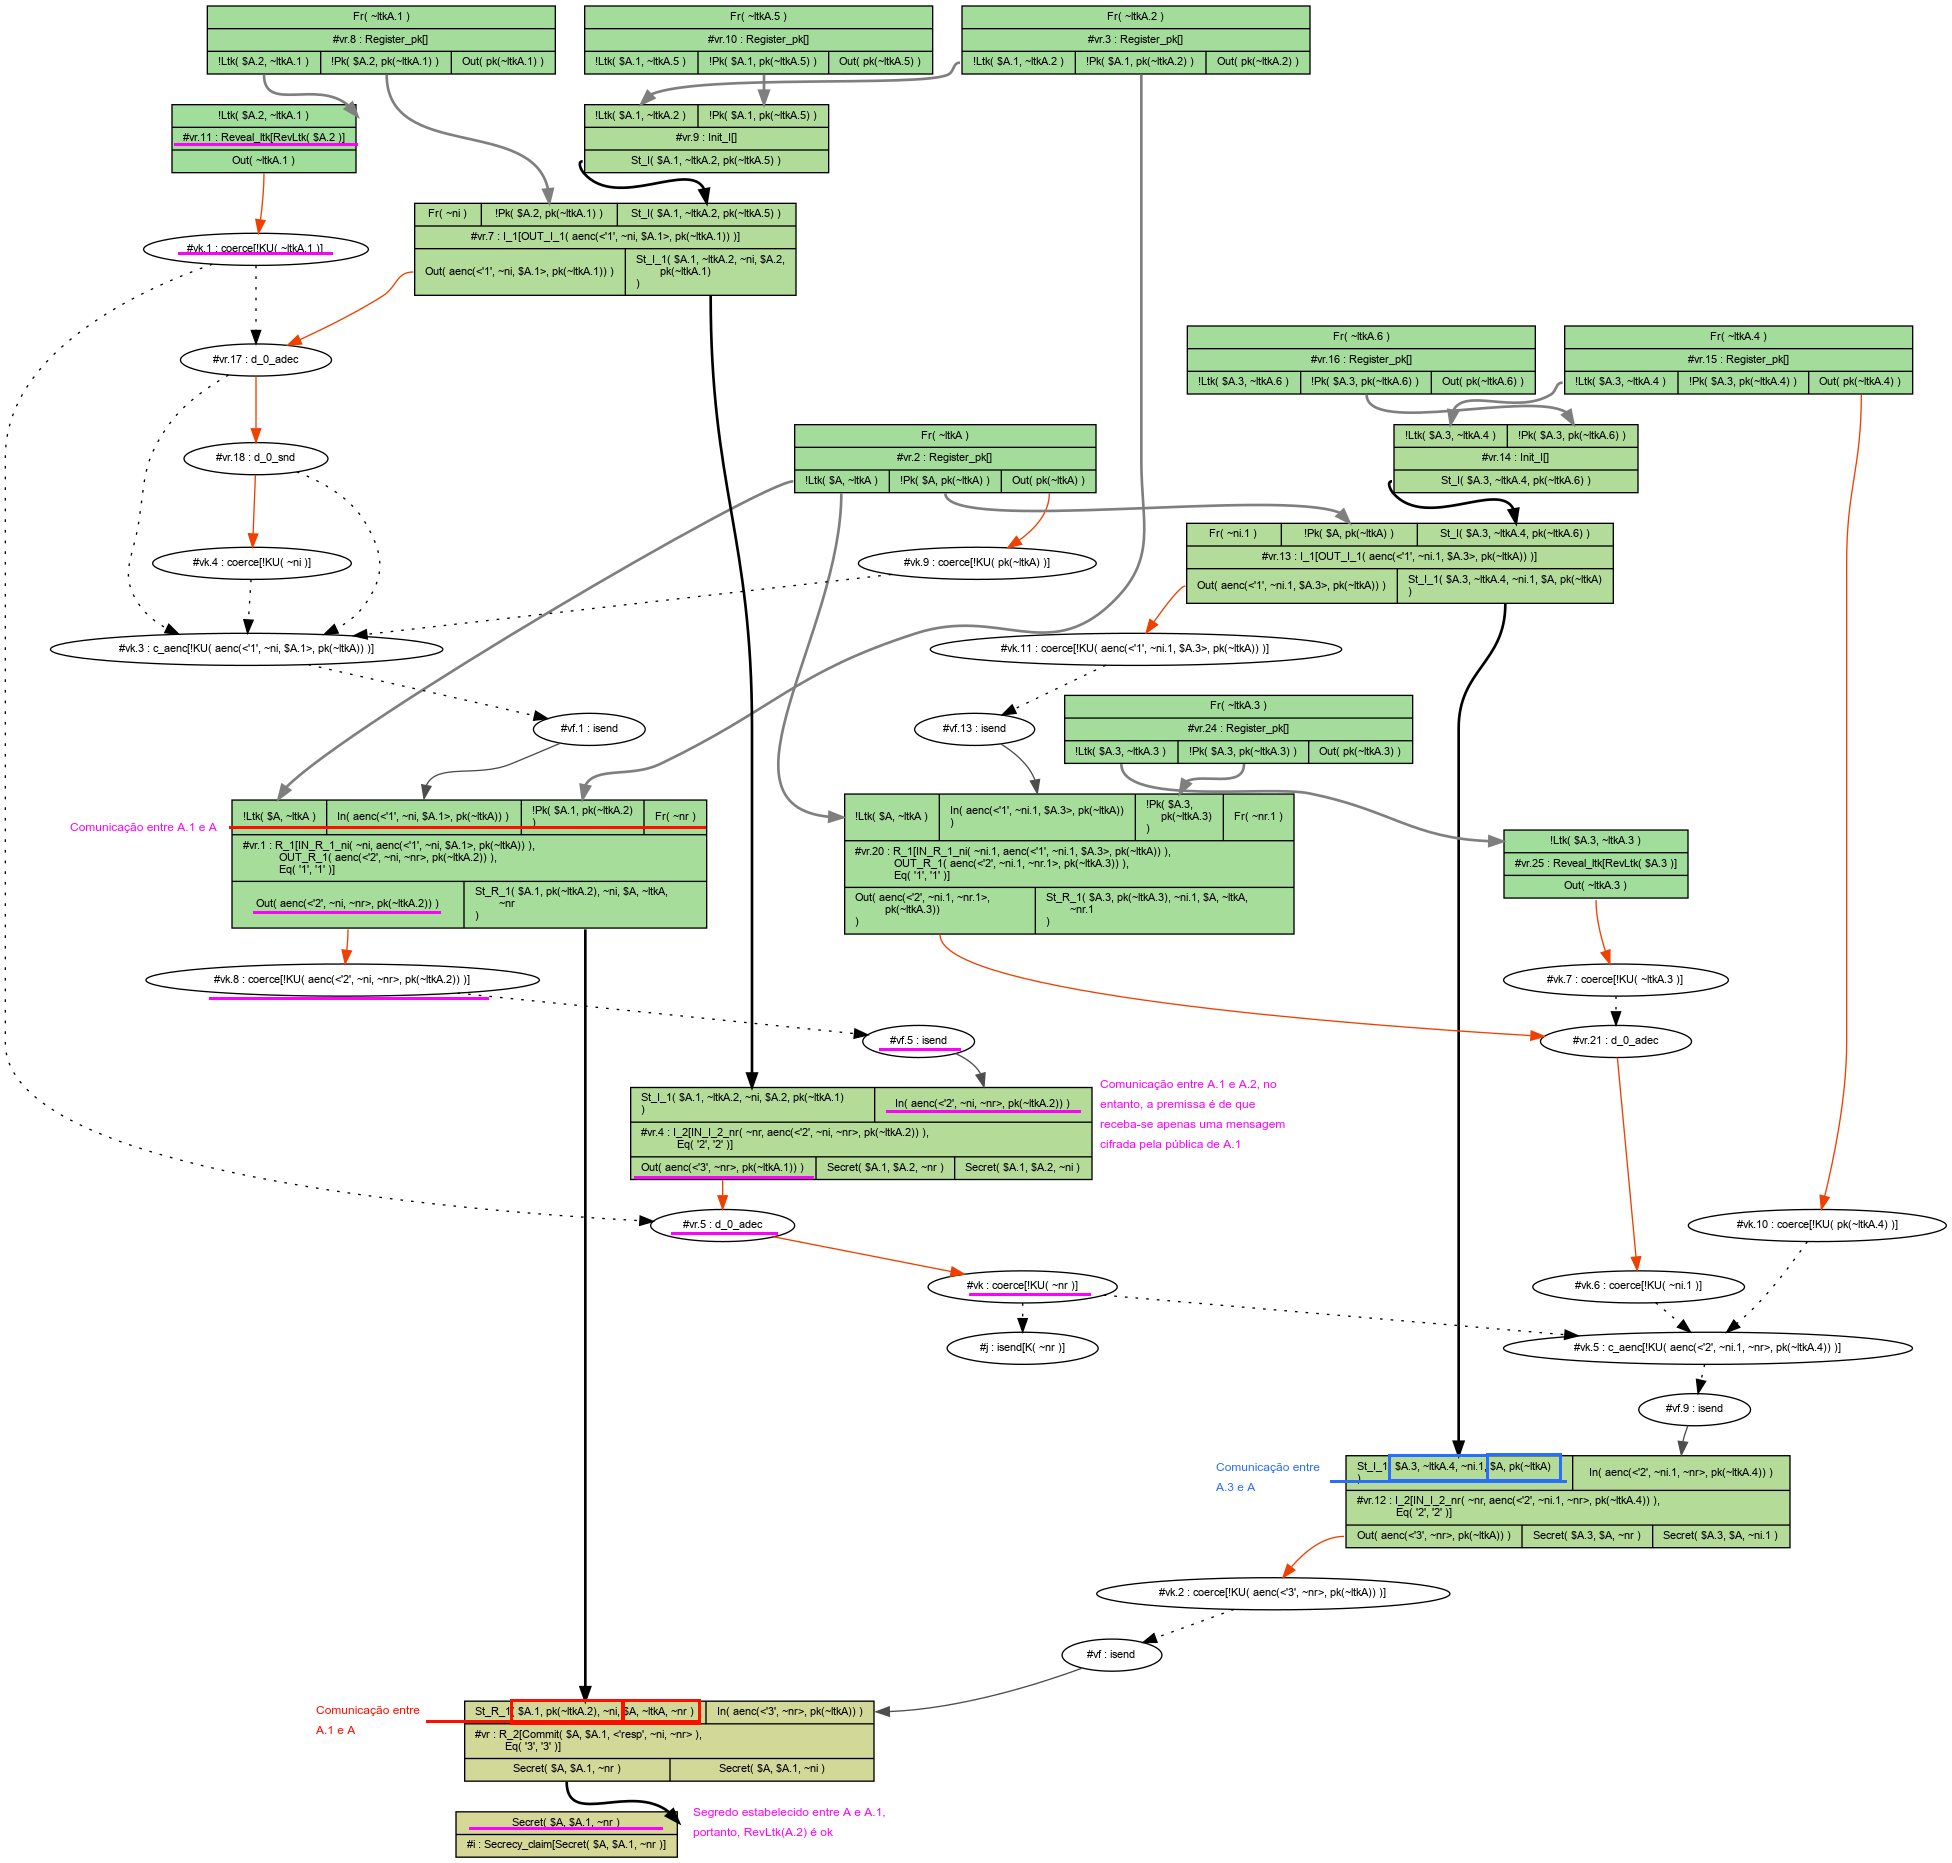 Fr( ~ltkA.1 )
#vr.8 : Register_pk[]
!Ltk( $A.2, ~ltkA.1 ) !Pk( $A.2, pk(~ltkA.1) ) Out( pk(~ltkA.1) )
Fr( ~ltkA.5 )
#vr.10 : Register_pk[]
!Ltk( $A.1, ~ltkA.5 ) !Pk( $A.1, pk(~ltkA.5) ) Out( pk(~ltkA.5) )
Fr( ~ltkA.2 )
#vr.3 : Register_pk[]
!Ltk( $A.1, ~ltkA.2 ) !Pk( $A.1, pk(~ltkA.2) ) Out( pk(~ltkA.2) )
!Ltk( $A.2, ~ltkA.1 )
#vr.11 : Reveal_ltk[RevLtk( $A.2 )]
Out( ~ltkA.1 )
!Ltk( $A.1, ~ltkA.2 ) !Pk( $A.1, pk(~ltkA.5) )
#vr.9 : Init_I[]
St_I( $A.1, ~ltkA.2, pk(~ltkA.5) )
#vk.1 : coerce[!KU( ~ltkA.1 )]
Fr( ~ni ) !Pk( $A.2, pk(~ltkA.1) ) St_I( $A.1, ~ltkA.2, pk(~ltkA.5) )
#vr.7 : I_1[OUT_I_1( aenc(<'1', ~ni, $A.1>, pk(~ltkA.1)) )]
Out( aenc(<'1', ~ni, $A.1>, pk(~ltkA.1)) ) St_I_1( $A.1, ~ltkA.2, ~ni, $A.2,
pk(~ltkA.1)
)
#vr.17 : d_0_adec
Fr( ~ltkA.6 )
#vr.16 : Register_pk[]
!Ltk( $A.3, ~ltkA.6 ) !Pk( $A.3, pk(~ltkA.6) ) Out( pk(~ltkA.6) )
Fr( ~ltkA.4 )
#vr.15 : Register_pk[]
!Ltk( $A.3, ~ltkA.4 ) !Pk( $A.3, pk(~ltkA.4) ) Out( pk(~ltkA.4) )
#vr.18 : d_0_snd
Fr( ~ltkA )
#vr.2 : Register_pk[]
!Ltk( $A, ~ltkA ) !Pk( $A, pk(~ltkA) ) Out( pk(~ltkA) )
!Ltk( $A.3, ~ltkA.4 ) !Pk( $A.3, pk(~ltkA.6) )
#vr.14 : Init_I[]
St_I( $A.3, ~ltkA.4, pk(~ltkA.6) )
#vk.4 : coerce[!KU( ~ni )]
#vk.9 : coerce[!KU( pk(~ltkA) )]
Fr( ~ni.1 ) !Pk( $A, pk(~ltkA) ) St_I( $A.3, ~ltkA.4, pk(~ltkA.6) )
#vr.13 : I_1[OUT_I_1( aenc(<'1', ~ni.1, $A.3>, pk(~ltkA)) )]
Out( aenc(<'1', ~ni.1, $A.3>, pk(~ltkA)) ) St_I_1( $A.3, ~ltkA.4, ~ni.1, $A, pk(~ltkA)
)
#vk.3 : c_aenc[!KU( aenc(<'1', ~ni, $A.1>, pk(~ltkA)) )]
#vk.11 : coerce[!KU( aenc(<'1', ~ni.1, $A.3>, pk(~ltkA)) )]
#vf.1 : isend
#vf.13 : isend
Fr( ~ltkA.3 )
#vr.24 : Register_pk[]
!Ltk( $A.3, ~ltkA.3 ) !Pk( $A.3, pk(~ltkA.3) ) Out( pk(~ltkA.3) )
Comunicação entre A.1 e A
!Ltk( $A, ~ltkA ) In( aenc(<'1', ~ni, $A.1>, pk(~ltkA)) ) !Pk( $A.1, pk(~ltkA.2)
) Fr( ~nr )
#vr.1 : R_1[IN_R_1_ni( ~ni, aenc(<'1', ~ni, $A.1>, pk(~ltkA)) ),
OUT_R_1( aenc(<'2', ~ni, ~nr>, pk(~ltkA.2)) ),
Eq( '1', '1' )]
Out( aenc(<'2', ~ni, ~nr>, pk(~ltkA.2)) ) St_R_1( $A.1, pk(~ltkA.2), ~ni, $A, ~ltkA,
~nr
)
!Ltk( $A, ~ltkA ) In( aenc(<'1', ~ni.1, $A.3>, pk(~ltkA))
) !Pk( $A.3,
pk(~ltkA.3)
) Fr( ~nr.1 )
#vr.20 : R_1[IN_R_1_ni( ~ni.1, aenc(<'1', ~ni.1, $A.3>, pk(~ltkA)) ),
OUT_R_1( aenc(<'2', ~ni.1, ~nr.1>, pk(~ltkA.3)) ),
Eq( '1', '1' )]
Out( aenc(<'2', ~ni.1, ~nr.1>,
pk(~ltkA.3))
) St_R_1( $A.3, pk(~ltkA.3), ~ni.1, $A, ~ltkA,
~nr.1
)
!Ltk( $A.3, ~ltkA.3 )
#vr.25 : Reveal_ltk[RevLtk( $A.3 )]
Out( ~ltkA.3 )
#vk.8 : coerce[!KU( aenc(<'2', ~ni, ~nr>, pk(~ltkA.2)) )]
#vk.7 : coerce[!KU( ~ltkA.3 )]
#vf.5 : isend
#vr.21 : d_0_adec
St_I_1( $A.1, ~ltkA.2, ~ni, $A.2, pk(~ltkA.1)
) In( aenc(<'2', ~ni, ~nr>, pk(~ltkA.2)) )
#vr.4 : I_2[IN_I_2_nr( ~nr, aenc(<'2', ~ni, ~nr>, pk(~ltkA.2)) ),
Eq( '2', '2' )]
Out( aenc(<'3', ~nr>, pk(~ltkA.1)) ) Secret( $A.1, $A.2, ~nr ) Secret( $A.1, $A.2, ~ni )
Comunicação entre A.1 e A.2, no
entanto, a premissa é de que
receba-se apenas uma mensagem
cifrada pela pública de A.1
#vr.5 : d_0_adec
#vk.10 : coerce[!KU( pk(~ltkA.4) )]
#vk : coerce[!KU( ~nr )]
#vk.6 : coerce[!KU( ~ni.1 )]
#j : isend[K( ~nr )]
#vk.5 : c_aenc[!KU( aenc(<'2', ~ni.1, ~nr>, pk(~ltkA.4)) )]
#vf.9 : isend
Comunicação entre
A.3 e A
St_I_1( $A.3, ~ltkA.4, ~ni.1, $A, pk(~ltkA)
) In( aenc(<'2', ~ni.1, ~nr>, pk(~ltkA.4)) )
#vr.12 : I_2[IN_I_2_nr( ~nr, aenc(<'2', ~ni.1, ~nr>, pk(~ltkA.4)) ),
Eq( '2', '2' )]
Out( aenc(<'3', ~nr>, pk(~ltkA)) ) Secret( $A.3, $A, ~nr ) Secret( $A.3, $A, ~ni.1 )
#vk.2 : coerce[!KU( aenc(<'3', ~nr>, pk(~ltkA)) )]
#vf : isend
Comunicação entre
A.1 e A
St_R_1( $A.1, pk(~ltkA.2), ~ni, $A, ~ltkA, ~nr ) In( aenc(<'3', ~nr>, pk(~ltkA)) )
#vr : R_2[Commit( $A, $A.1, <'resp', ~ni, ~nr> ),
Eq( '3', '3' )]
Secret( $A, $A.1, ~nr ) Secret( $A, $A.1, ~ni )
Secret( $A, $A.1, ~nr )
#i : Secrecy_claim[Secret( $A, $A.1, ~nr )]
Segredo estabelecido entre A e A.1,
portanto, RevLtk(A.2) é ok